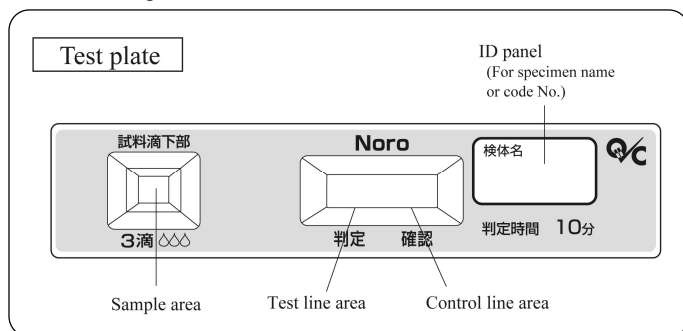 Test plate
ID panel
(For specimen name
or code No.)
試料滴下部
3滴
Noro
判定 確認
検体名
判定時間 10分
Sample area
Test line area
Control line area